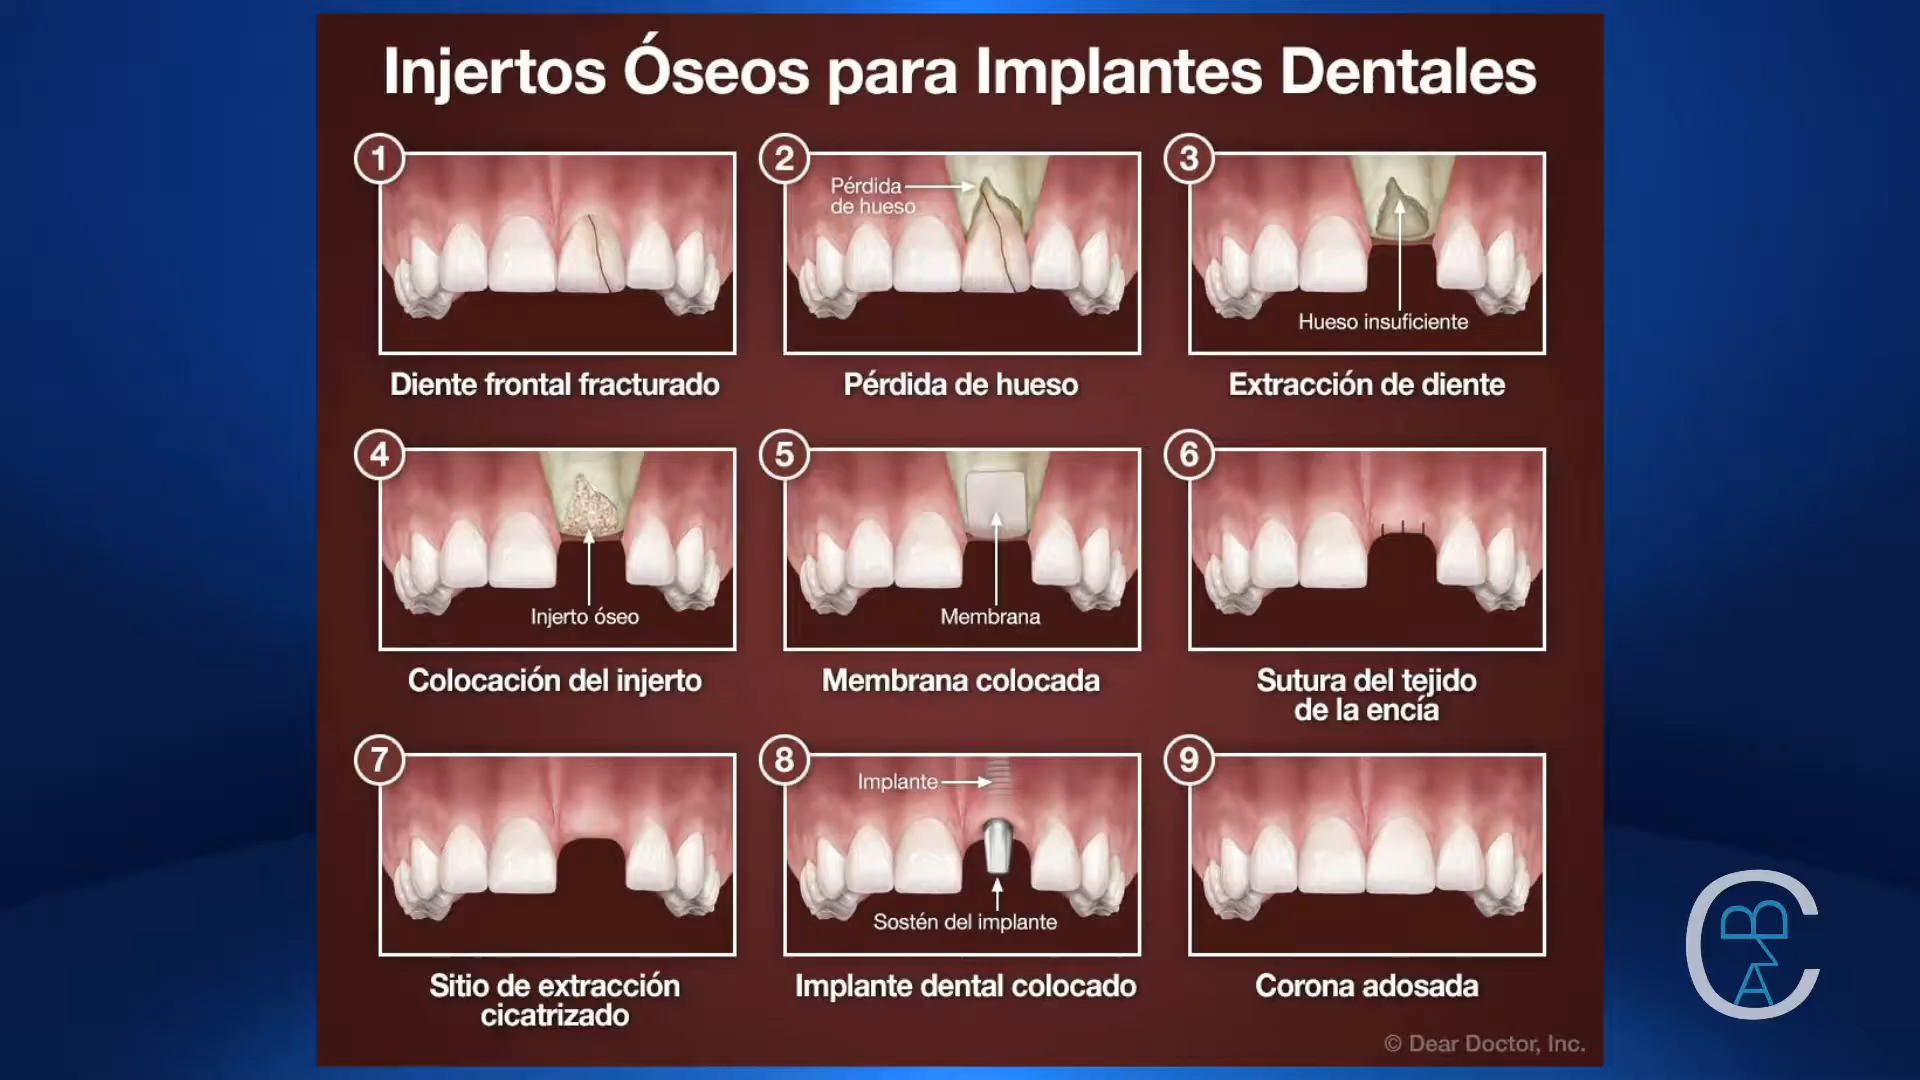 Injertos Óseos para Implantes Dentales
1
Diente frontal fracturado
2
Pérdida
de hueso
Pérdida de hueso
3
Hueso insuficiente
Extracción de diente
4
Injerto óseo
Colocación del injerto
5
Membrana
Membrana colocada
6
Sutura del tejido
de la encía
7
Sitio de extracción
cicatrizado
8
Implante
Sostén del implante
Implante dental colocado
9
Corona adosada
© Dear Doctor, Inc.